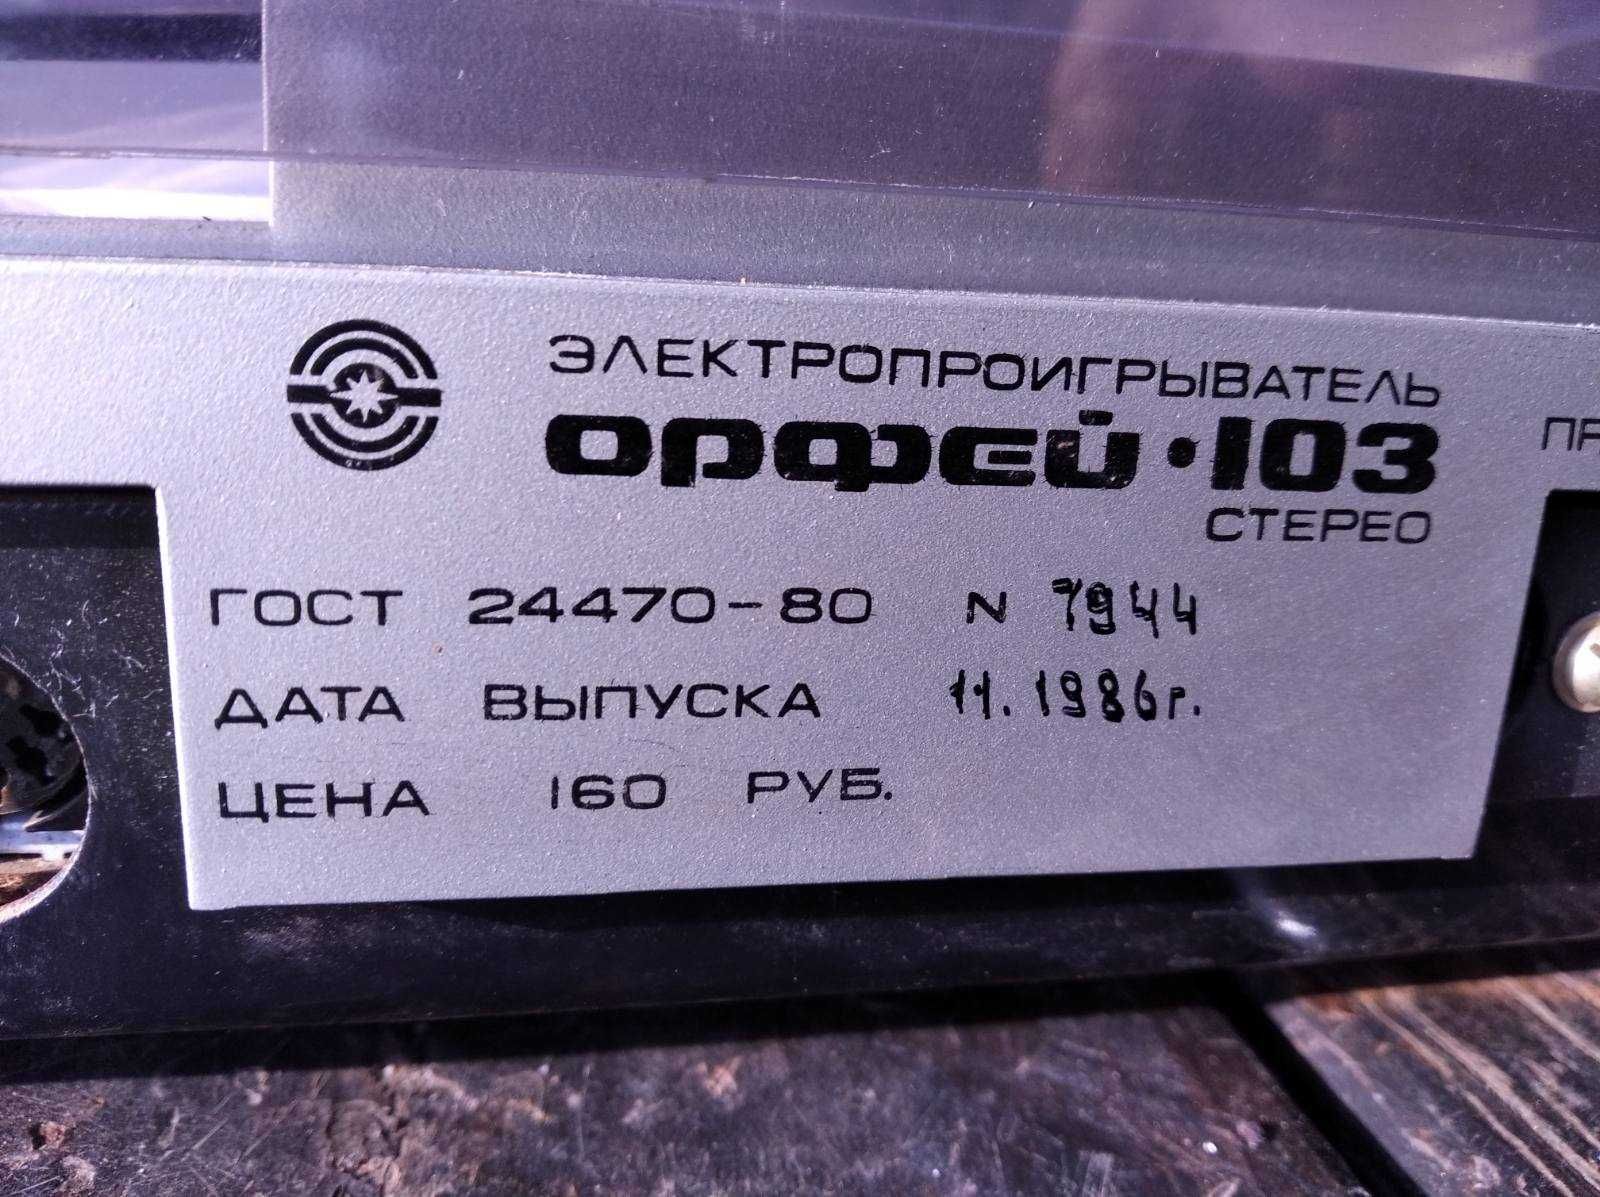 ЭЛЕКТРОПРОИГРЫВАТЕЛЬ
ОРФЕЙ·103
СТЕРЕО
ГОСТ 24470-80 N 7944
ДАТА ВЫПУСКА 11.1986г.
ЦЕНА 160 РУБ.